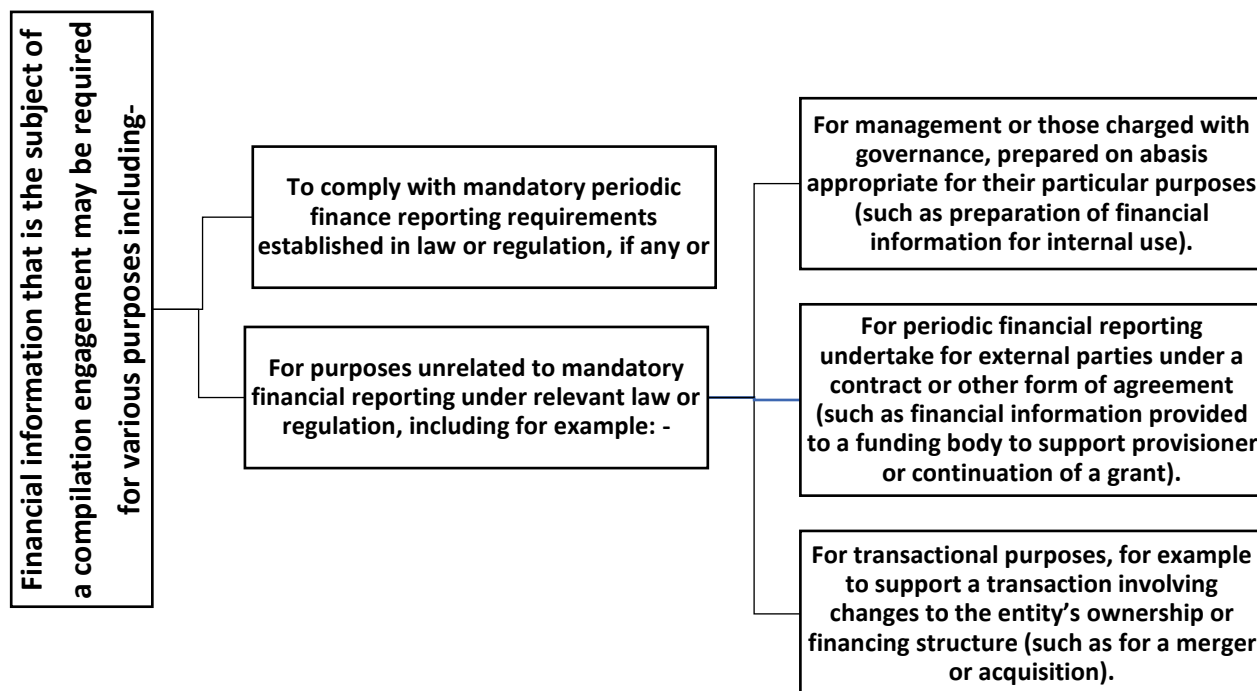 Financial information that is the subject of
a compilation engagement may be required
for various purposes including-
To comply with mandatory periodic
finance reporting requirements
established in law or regulation, if any or
For purposes unrelated to mandatory
financial reporting under relevant law or
regulation, including for example: -
For management or those charged with
governance, prepared on abasis
appropriate for their particular purposes
(such as preparation of financial
information for internal use).
For periodic financial reporting
undertake for external parties under a
contract or other form of agreement
(such as financial information provided
to a funding body to support provisioner
or continuation of a grant).
For transactional purposes, for example
to support a transaction involving
changes to the entity’s ownership or
financing structure (such as for a merger
or acquisition).